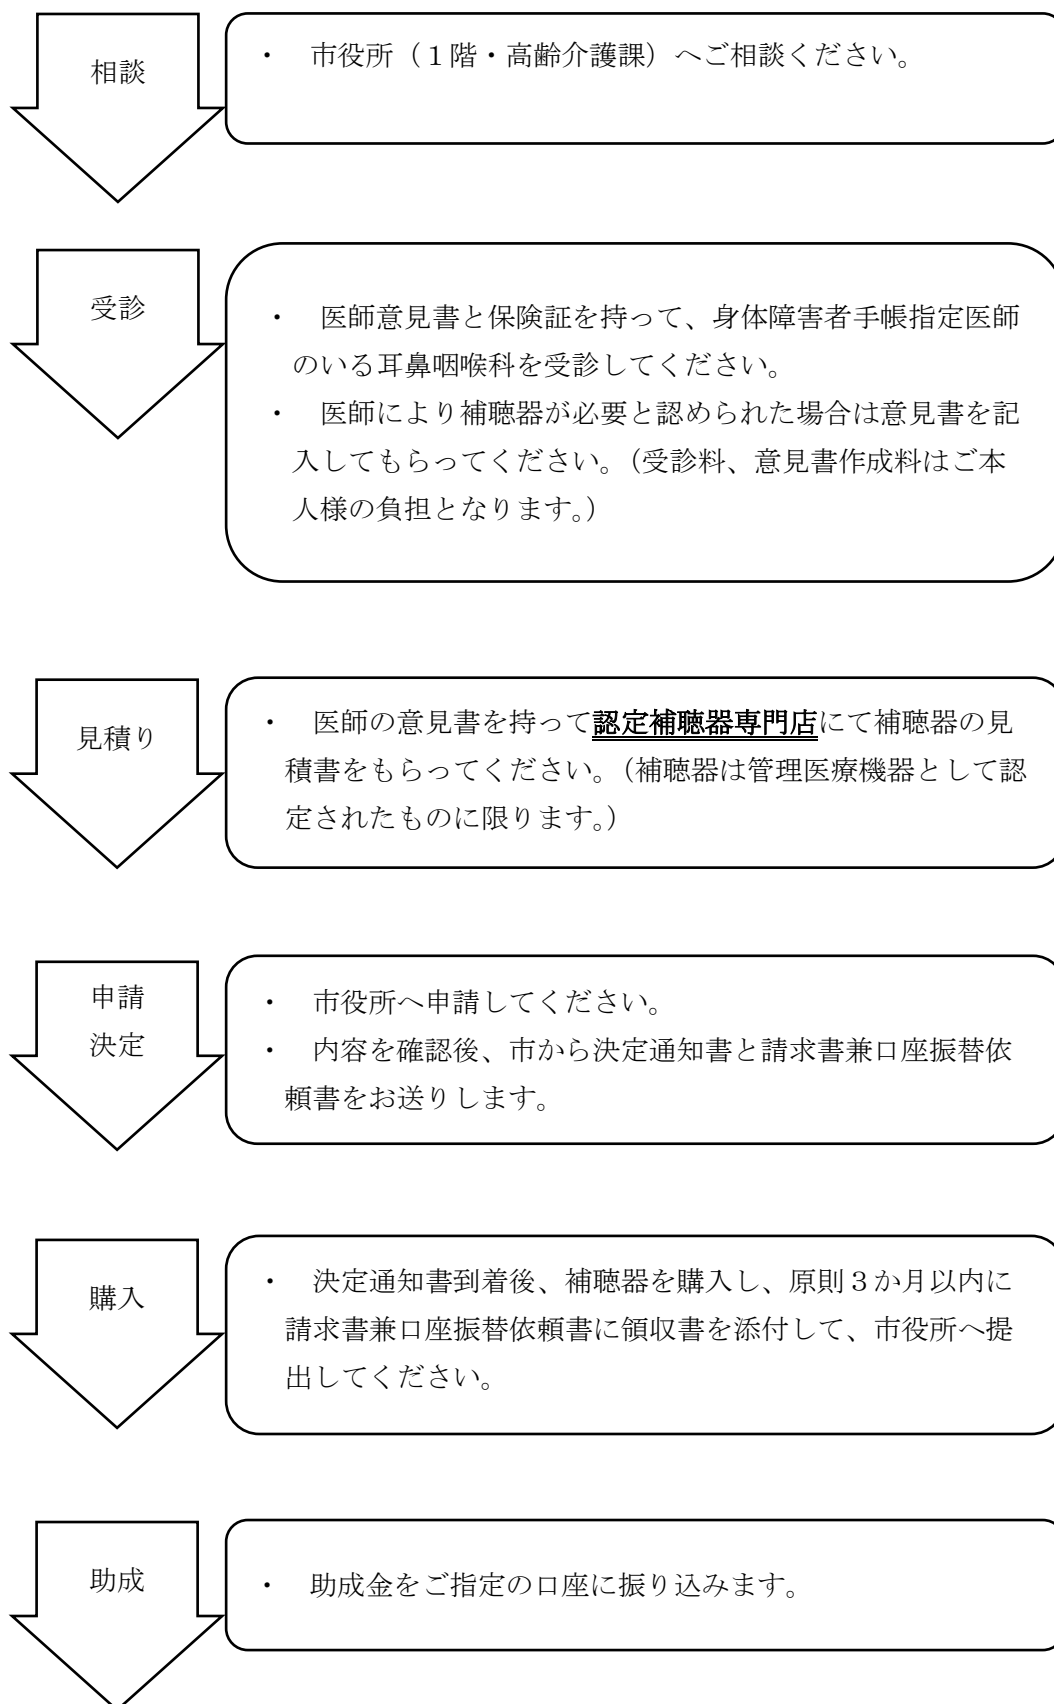 相談
・　市役所（１階・高齢介護課）へご相談ください。
受診
・　医師意見書と保険証を持って、身体障害者手帳指定医師
のいる耳鼻咽喉科を受診してください。
・　医師により補聴器が必要と認められた場合は意見書を記
入してもらってください。（受診料、意見書作成料はご本
人様の負担となります。）
見積り
・　医師の意見書を持って認定補聴器専門店にて補聴器の見
積書をもらってください。（補聴器は管理医療機器として認
定されたものに限ります。）
申請
決定
・　市役所へ申請してください。
・　内容を確認後、市から決定通知書と請求書兼口座振替依
頼書をお送りします。
購入
・　決定通知書到着後、補聴器を購入し、原則３か月以内に
請求書兼口座振替依頼書に領収書を添付して、市役所へ提
出してください。
助成
・　助成金をご指定の口座に振り込みます。